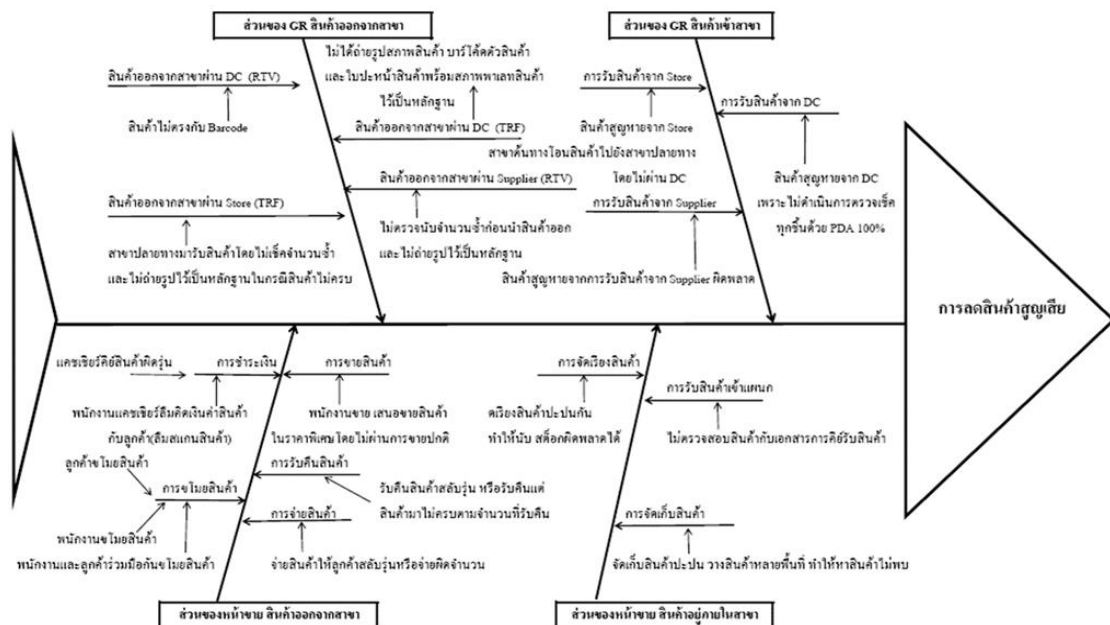 ส่วนของ GR สินค้าออกจากสาขา
ส่วนของ GR สินค้าเข้าสาขา
สินค้าออกจากสาขาผ่าน DC (RTV)
สินค้าไม่ตรงกับ Barcode
ไม่ได้ถ่ายรูปสภาพสินค้า บาร์โค้ดตัวสินค้า
และใบปะหน้าสินค้าพร้อมสภาพพาเลทสินค้า
ไว้เป็นหลักฐาน
สินค้าออกจากสาขาผ่าน DC (TRF)
สินค้าออกจากสาขาผ่าน Supplier (RTV)
ไม่ตรวจนับจำนวนซ้ำก่อนนำสินค้าออก
และไม่ถ่ายรูปไว้เป็นหลักฐาน
สินค้าออกจากสาขาผ่าน Store (TRF)
สาขาปลายทางมารับสินค้าโดยไม่เช็คจำนวนซ้ำ
และไม่ถ่ายรูปไว้เป็นหลักฐานในกรณีสินค้าไม่ครบ
การรับสินค้าจาก Store
สินค้าสูญหายจาก Store
สาขาต้นทางโอนสินค้าไปยังสาขาปลายทาง
โดยไม่ผ่าน DC
การรับสินค้าจาก Supplier
สินค้าสูญหายจากการรับสินค้าจาก Supplier ผิดพลาด
การรับสินค้าจาก DC
สินค้าสูญหายจาก DC
เพราะไม่ดำเนินการตรวจเช็ค
ทุกชิ้นด้วย PDA 100%
การลดสินค้าสูญเสีย
แคชเชียร์คีย์สินค้าผิดรุ่น
การชำระเงิน
พนักงานแคชเชียร์ลืมคิดเงินค่าสินค้า
กับลูกค้า(ลืมสแกนสินค้า)
การขายสินค้า
พนักงานขาย เสนอขายสินค้า
ในราคาพิเศษโดยไม่ผ่านการขายปกติ
ลูกค้าขโมยสินค้า
การขโมยสินค้า
พนักงานขโมยสินค้า
พนักงานและลูกค้าร่วมมือกันขโมยสินค้า
การรับคืนสินค้า
รับคืนสินค้าสลับรุ่น หรือรับคืนแต่
สินค้ามาไม่ครบตามจำนวนที่รับคืน
การจ่ายสินค้า
จ่ายสินค้าให้ลูกค้าสลับรุ่นหรือจ่ายผิดจำนวน
การจัดเรียงสินค้า
ดเรียงสินค้าปะปนกัน
ทำให้นับ สต็อกผิดพลาดได้
การรับสินค้าเข้าแผนก
ไม่ตรวจสอบสินค้ากับเอกสารการคีย์รับสินค้า
การจัดเก็บสินค้า
จัดเก็บสินค้าปะปน วางสินค้าหลายพื้นที่ ทำให้หาสินค้าไม่พบ
ส่วนของหน้าขาย สินค้าออกจากสาขา
ส่วนของหน้าขาย สินค้าอยู่ภายในสาขา